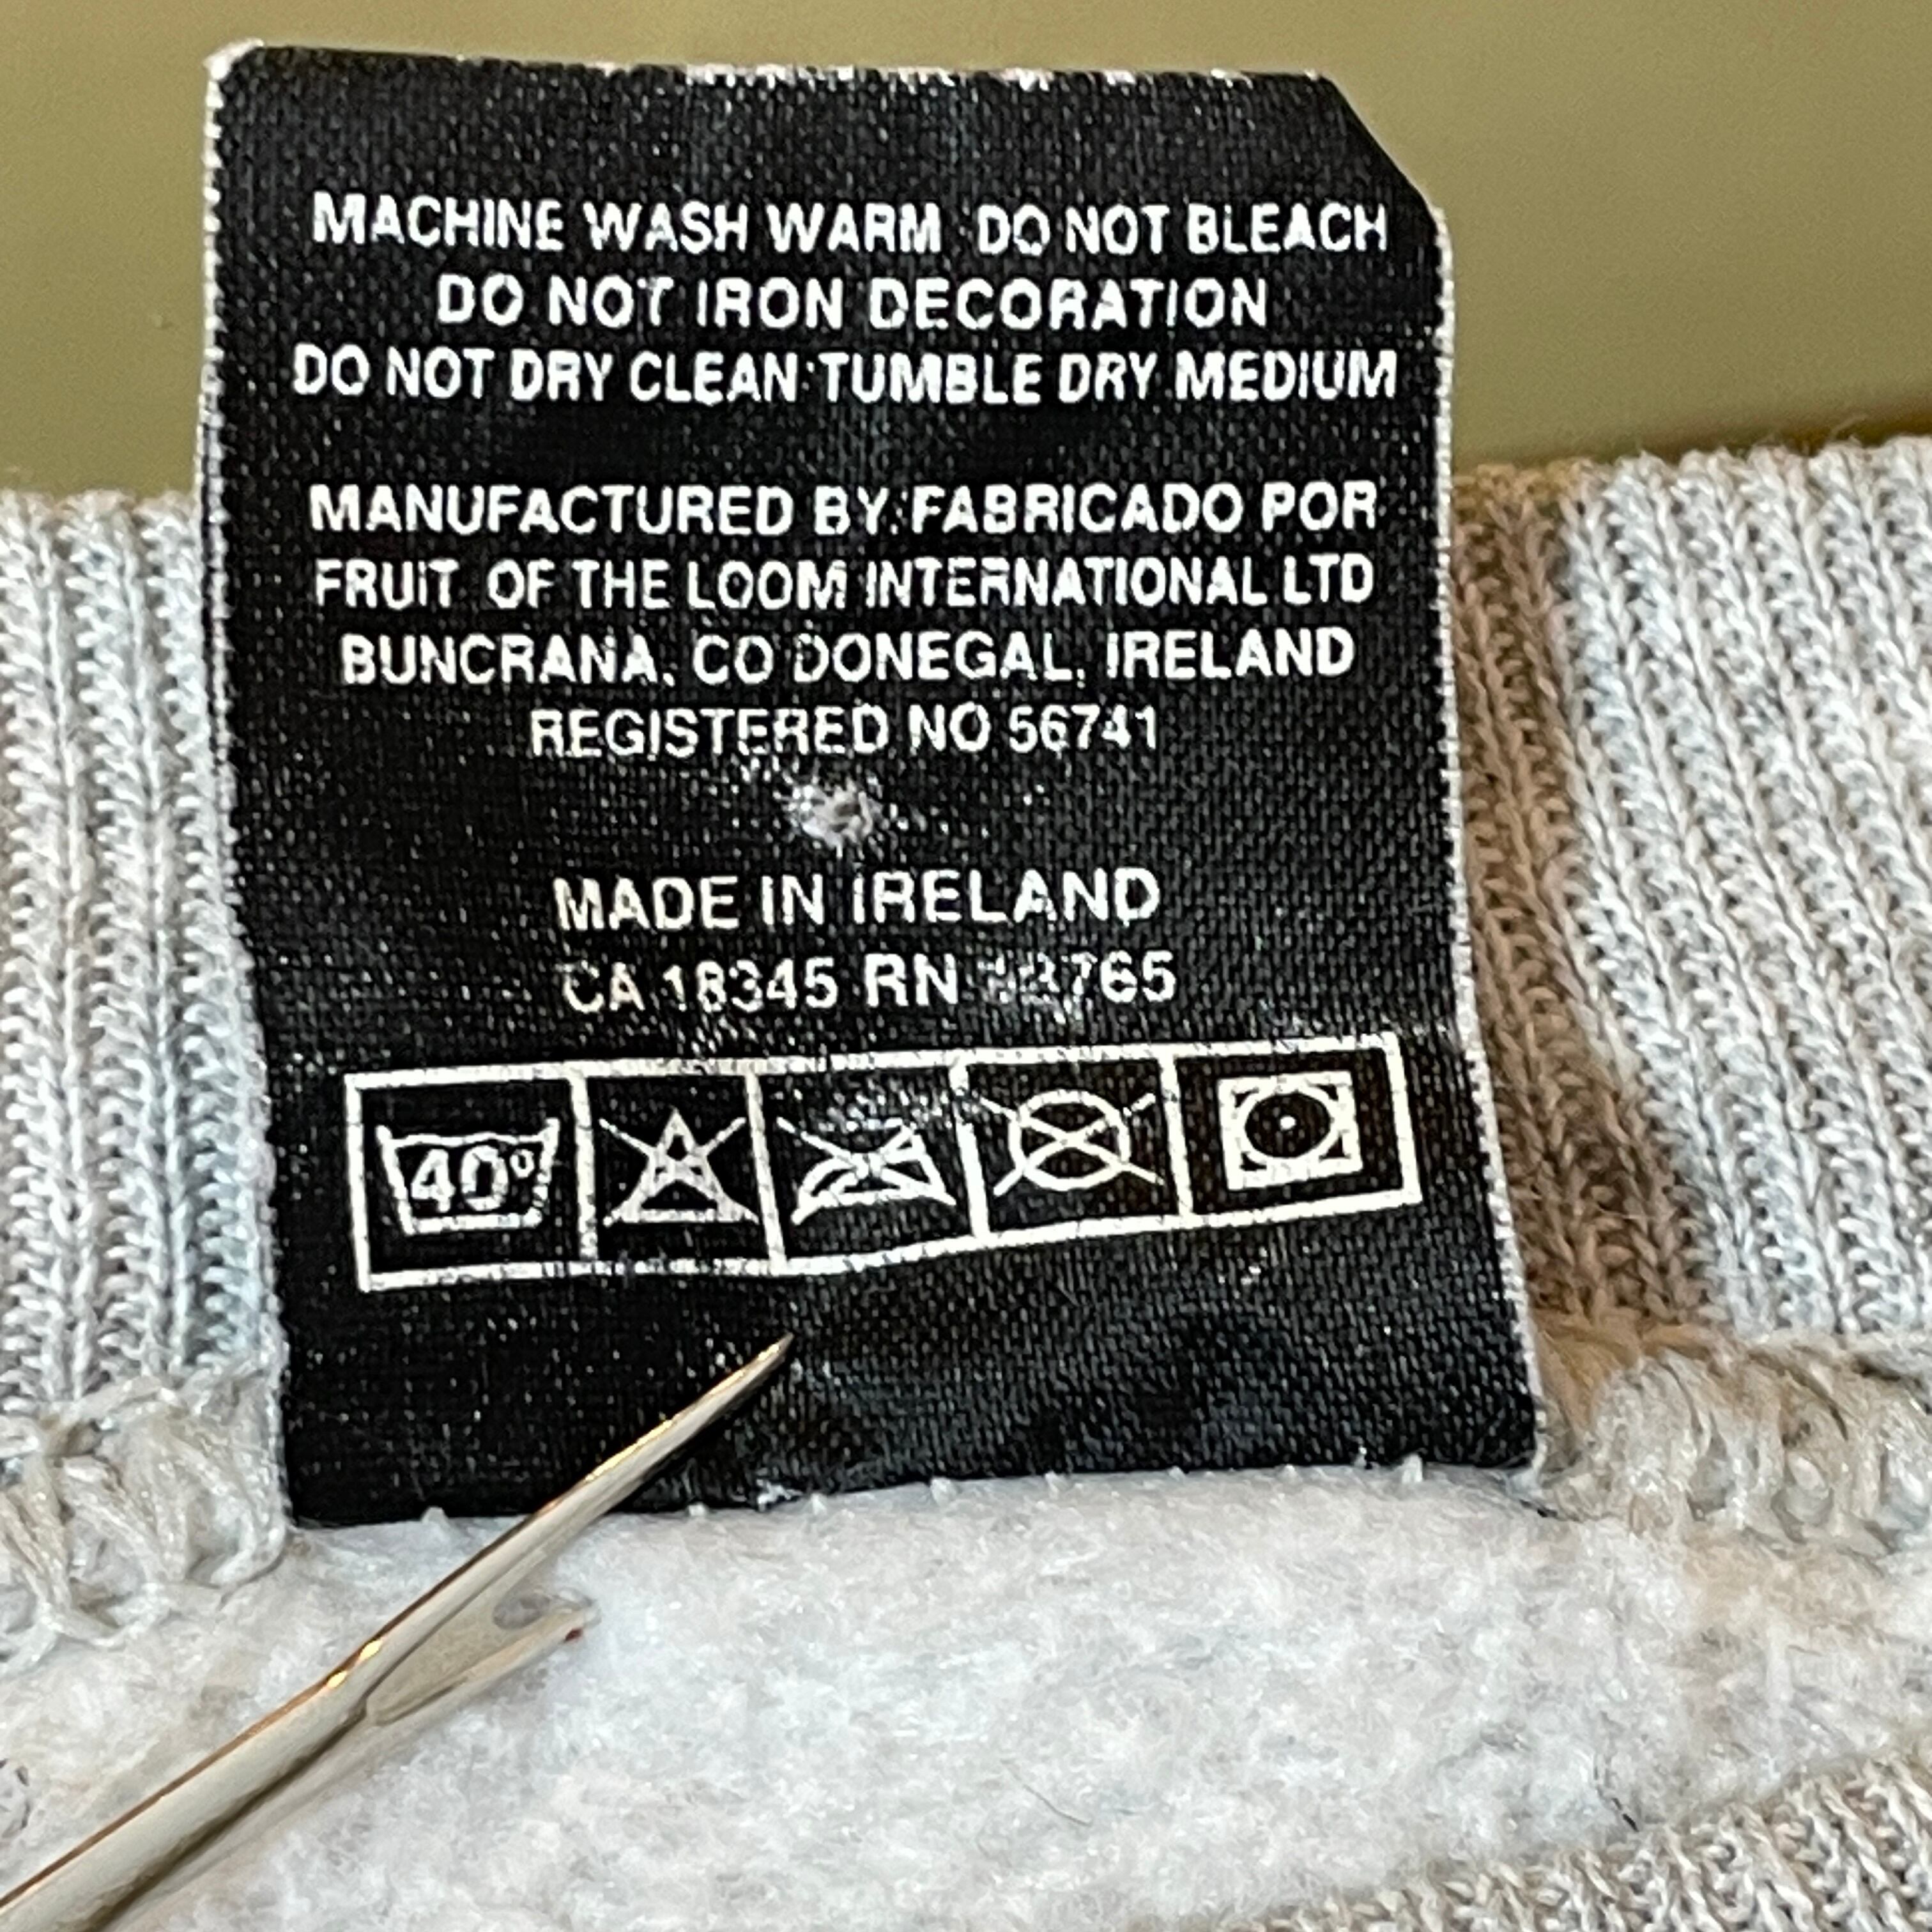 MACHINE WASH WARM DO NOT BLEACH
DO NOT IRON DECORATION
DO NOT DRY CLEAN TUMBLE DRY MEDIUM
MANUFACTURED BY/FABRICADO POR
FRUIT OF THE LOOM INTERNATIONAL LTD
BUNCRANA, CO DONEGAL, IRELAND
REGISTERED NO 56741
MADE IN IRELAND
CA 18345 RN
40°